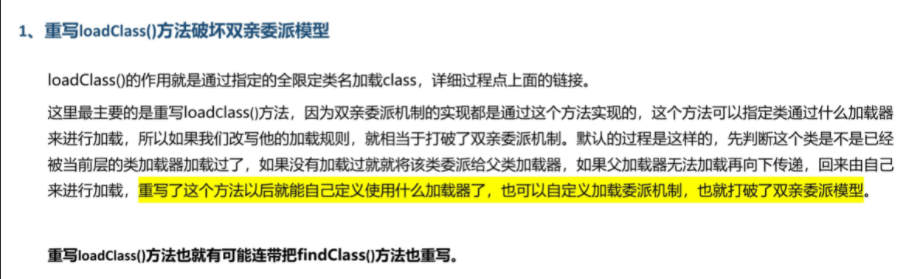 1、重写loadClass()方法破坏双亲委派模型
loadClass()的作用就是通过指定的全限定类名加载class，详细过程点上面的链接。
这里最主要的是重写loadclass()方法，因为双亲委派机制的实现都是通过这个方法实现的，这个方法可以指定类通过什么加载器
来进行加载，所以如果我们改写他的加载规则，就相当于打破了双亲委派机制。默认的过程是这样的，先判断这个类是不是已经
被当前层的类加载器加载过了，如果没有加载过就就将该类委派给父类加载器，如果父加载器无法加载再向下传递，回来由自己
来进行加载，重写了这个方法以后就能自己定义使用什么加载器了，也可以自定义加载委派机制，也就打破了双亲委派模型。
重写loadClass()方法也就有可能连带把findClass()方法也重写。